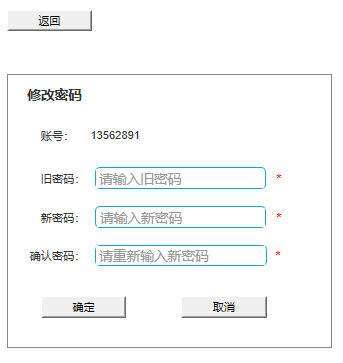 返回
修改密码
账号： 13562891
旧密码： 请输入旧密码 *
新密码： 请输入新密码 *
确认密码： 请重新输入新密码 *
确定 取消